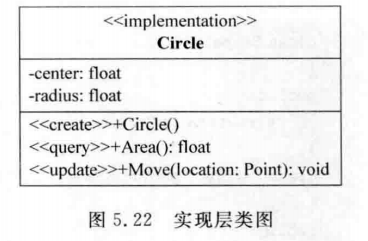 <<implementation>>
Circle
-center: float
-radius: float
<<create>>+Circle()
<<query>>+Area(): float
<<update>>+Move(location: Point): void
图 5.22 实现层类图